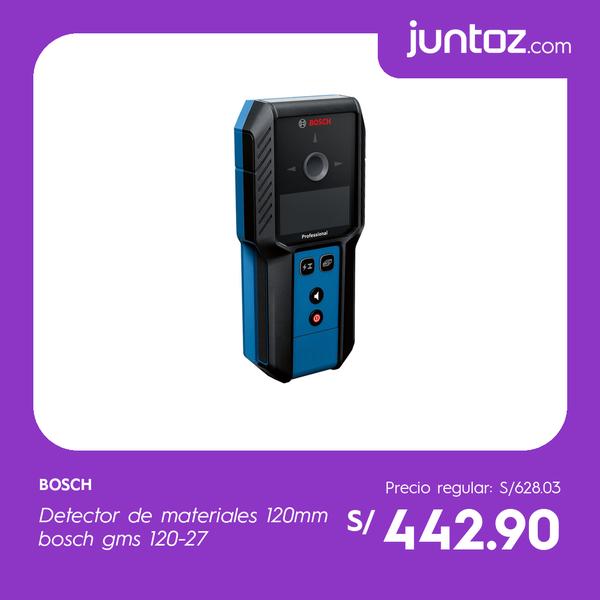 juntoz.com
BOSCH
Professional
BOSCH
Detector de materiales 120mm
bosch gms 120-27
Precio regular: S/628.03
S/ 442.90